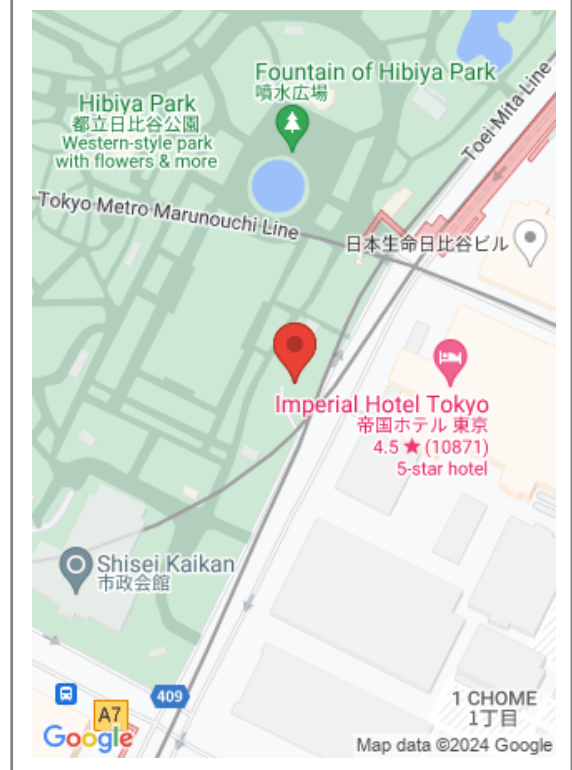 Fountain of Hibiya Park
噴水広場
Hibiya Park
都立日比谷公園
Western-style park
with flowers & more
Toei-Mita-Line
Tokyo Metro Marunouchi Line
日本生命日比谷ビル
Imperial Hotel Tokyo
帝国ホテル 東京
4.5 ★ (10871)
5-star hotel
Shisei Kaikan
市政会館
409
A7
1 CHOME
1丁目
Google
Map data ©2024 Google